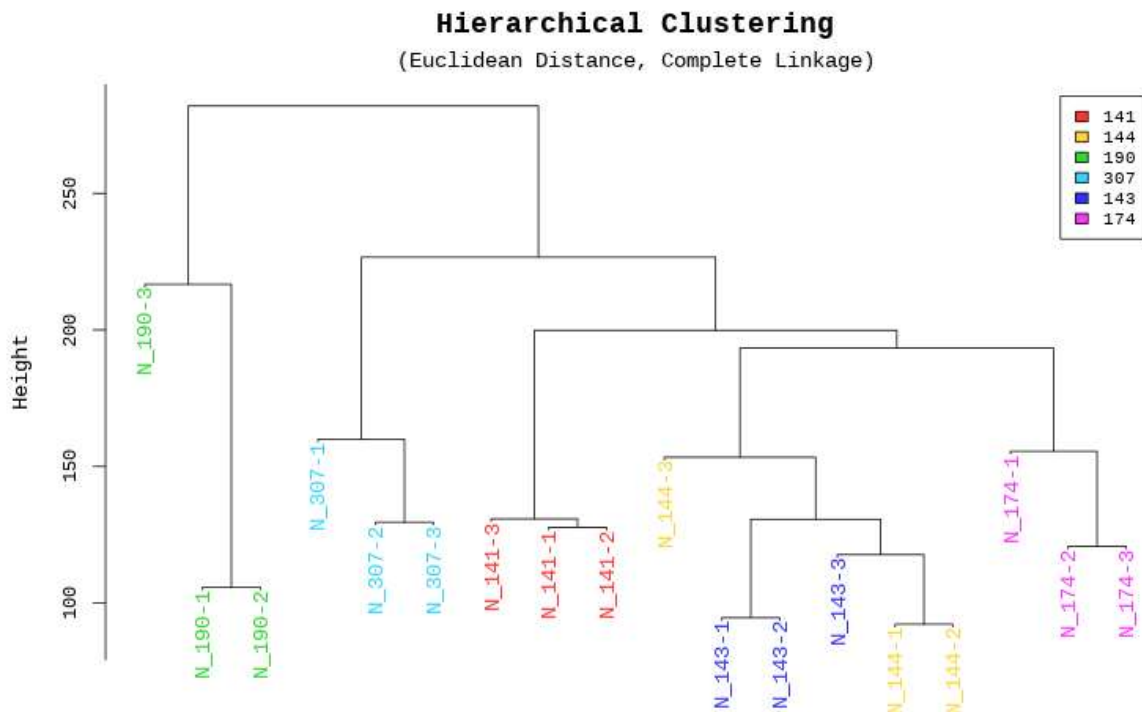 Hierarchical Clustering
(Euclidean Distance, Complete Linkage)
141
144
190
307
143
174
Height
250
200
150
100
N_190-3
N_190-1
N_190-2
N_307-1
N_307-2
N_307-3
N_141-3
N_141-1
N_141-2
N_144-3
N_143-1
N_143-2
N_143-3
N_144-1
N_144-2
N_174-1
N_174-2
N_174-3